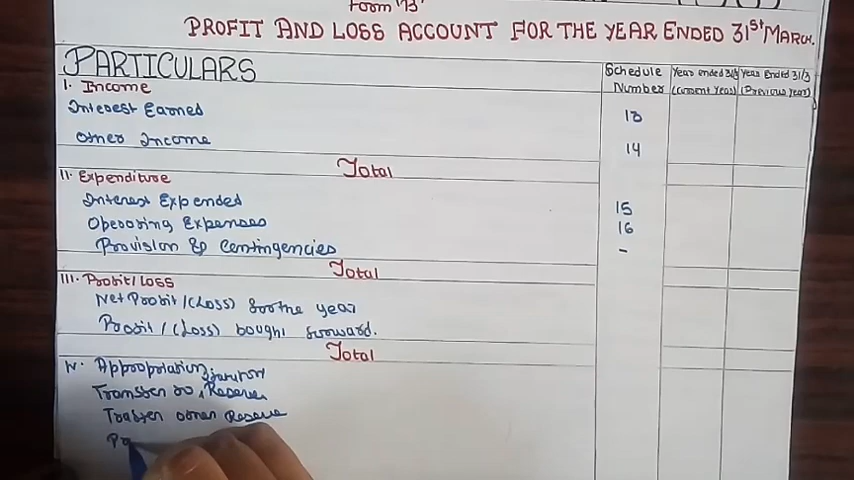 Form 'B'
PROFIT AND LOSS ACCOUNT FOR THE YEAR ENDED 31st MARCH.
PARTICULARS
Schedule Number
Year ended 31/3 (Current Year)
Year Ended 31/3 (Previous Year)
I. Income
Interest Earned 13
Other Income 14
Total
II. Expenditure
Interest Expended 15
Operating Expenses 16
Provision & Contingencies -
Total
III. Profit/Loss
Net Profit/(Loss) for the year
Profit/(Loss) bought forward.
Total
IV. Appropriation
Transfer to Reserve
Trasfer other Reserve